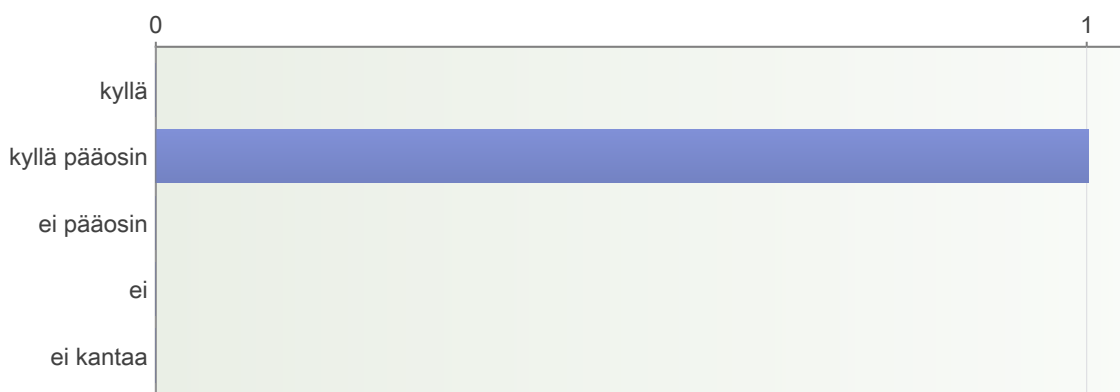 0 1
kyllä
kyllä pääosin
ei pääosin
ei
ei kantaa